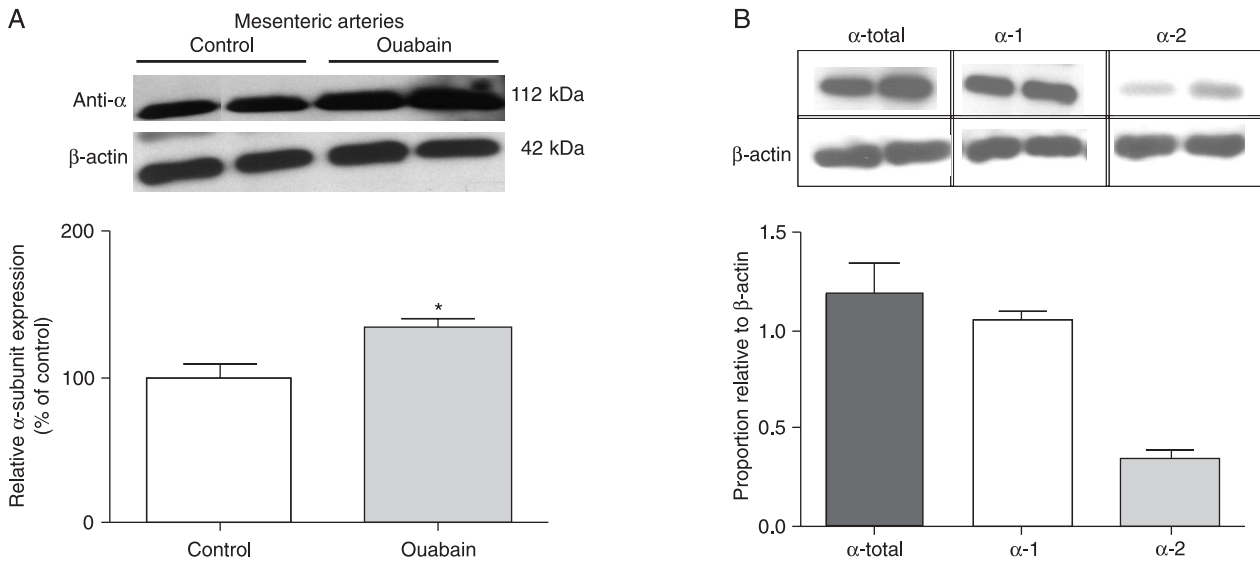 A
Mesenteric arteries
Control Ouabain
Anti-α
112 kDa
β-actin
42 kDa
Relative α-subunit expression
(% of control)
200
100
0
*
Control Ouabain
B
α-total α-1 α-2
β-actin
Proportion relative to β-actin
1.5
1.0
0.5
0.0
α-total α-1 α-2